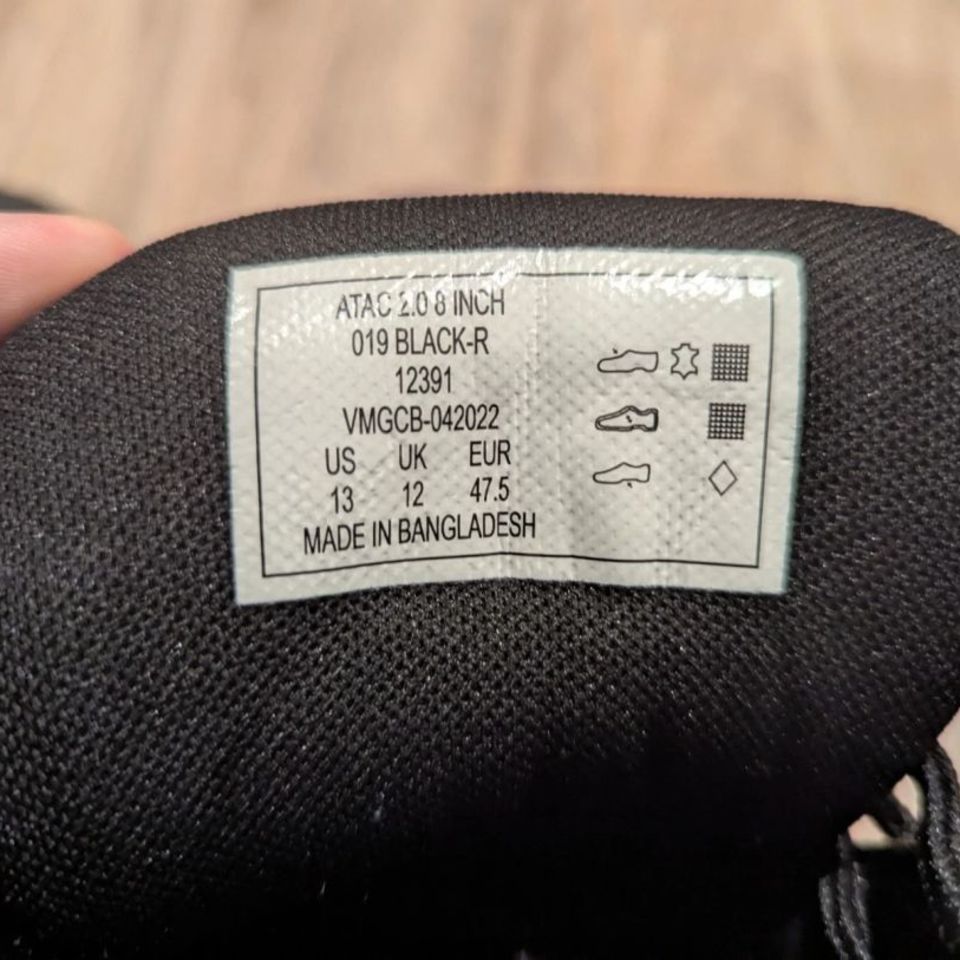 ATAC 2.0 8 INCH
019 BLACK-R
12391
VMGCB-042022
US UK EUR
13 12 47.5
MADE IN BANGLADESH